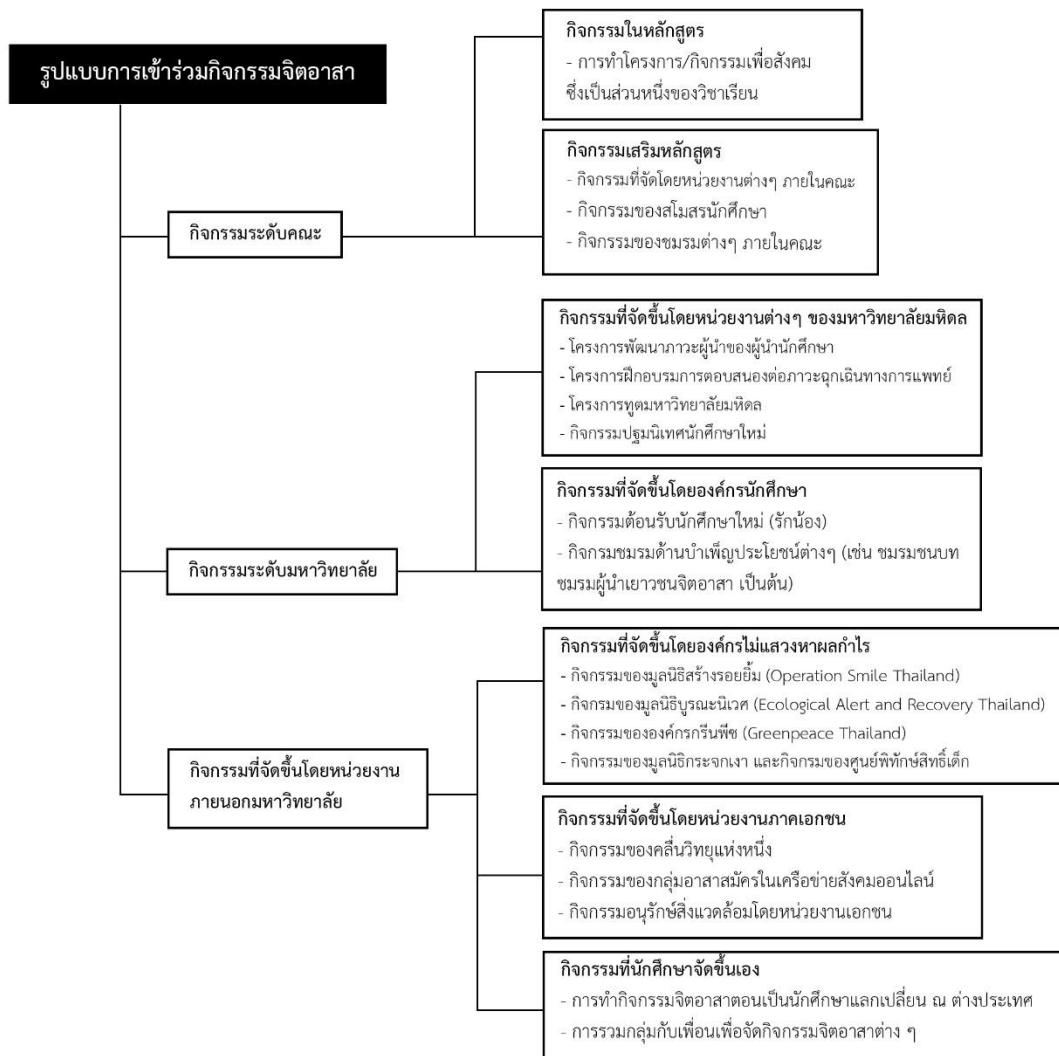 รูปแบบการเข้าร่วมกิจกรรมจิตอาสา
กิจกรรมระดับคณะ
กิจกรรมในหลักสูตร
- การทำโครงการ/กิจกรรมเพื่อสังคม
ซึ่งเป็นส่วนหนึ่งของวิชาเรียน
กิจกรรมเสริมหลักสูตร
- กิจกรรมที่จัดโดยหน่วยงานต่างๆ ภายในคณะ
- กิจกรรมของสโมสรนักศึกษา
- กิจกรรมของชมรมต่างๆ ภายในคณะ
กิจกรรมระดับมหาวิทยาลัย
กิจกรรมที่จัดขึ้นโดยหน่วยงานต่างๆ ของมหาวิทยาลัยมหิดล
- โครงการพัฒนาภาวะผู้นำของผู้นำนักศึกษา
- โครงการฝึกอบรมการตอบสนองต่อภาวะฉุกเฉินทางการแพทย์
- โครงการทูตมหาวิทยาลัยมหิดล
- กิจกรรมปฐมนิเทศนักศึกษาใหม่
กิจกรรมที่จัดขึ้นโดยองค์กรนักศึกษา
- กิจกรรมต้อนรับนักศึกษาใหม่ (รักน้อง)
- กิจกรมชมรมด้านบำเพ็ญประโยชน์ต่างๆ (เช่น ชมรมชนบท
ชมรมผู้นำเยาวชนจิตอาสา เป็นต้น)
กิจกรรมที่จัดขึ้นโดยหน่วยงาน
ภายนอกมหาวิทยาลัย
กิจกรรมที่จัดขึ้นโดยองค์กรไม่แสวงหาผลกำไร
- กิจกรรมของมูลนิธิสร้างรอยยิ้ม (Operation Smile Thailand)
- กิจกรมของมูลนิธิบูรณะนิเวศ (Ecological Alert and Recovery Thailand)
- กิจกรรมขององค์กรกรีนพีซ (Greenpeace Thailand)
- กิจกรรมของมูลนิธิกระจกเงา และกิจกรมของศูนย์พิทักษ์สิทธิ์เด็ก
กิจกรรมที่จัดขึ้นโดยหน่วยงานภาคเอกชน
- กิจกรรมของคลื่นวิทยุแห่งหนึ่ง
- กิจกรรมของกลุ่มอาสาสมัครในเครือข่ายสังคมออนไลน์
- กิจกรรมอนุรักษ์สิ่งแวดล้อมโดยหน่วยงานเอกชน
กิจกรรมที่นักศึกษาจัดขึ้นเอง
- การทำกิจกรรมจิตอาสาตอนเป็นนักศึกษาแลกเปลี่ยน ณ ต่างประเทศ
- การรวมกลุ่มกับเพื่อนเพื่อจัดกิจกรรมจิตอาสาต่าง ๆ